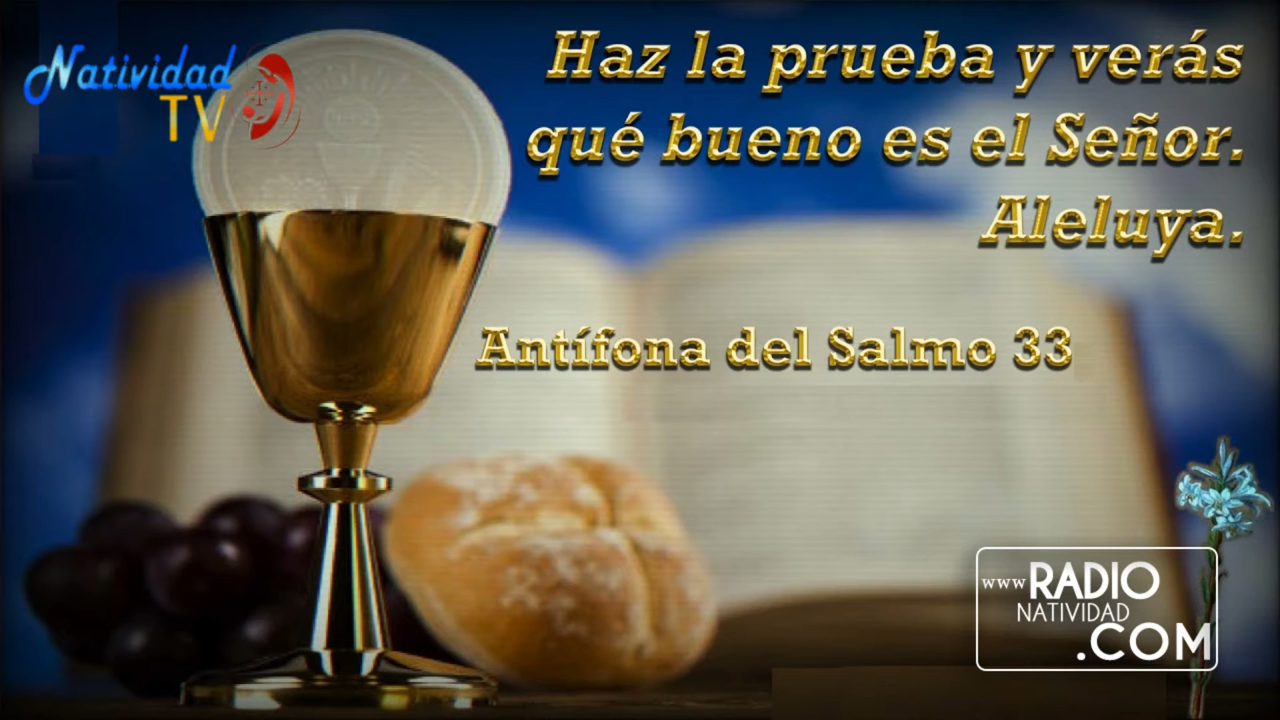 Natividad
TV
Haz la prueba y verás
qué bueno es el Señor.
Aleluya.
Antífona del Salmo 33
www RADIO
NATIVIDAD
.COM